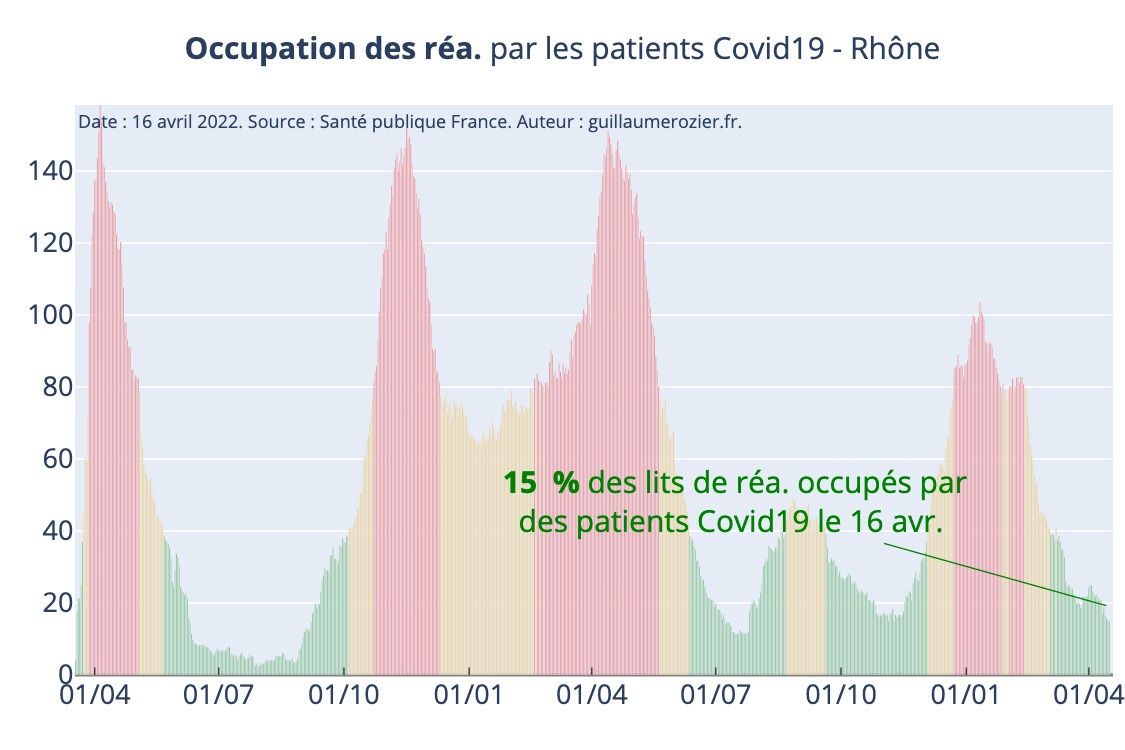 Occupation des réa. par les patients Covid19 - Rhône
Date : 16 avril 2022. Source : Santé publique France. Auteur : guillaumerozier.fr.
140
120
100
80
60
15 % des lits de réa. occupés par
des patients Covid19 le 16 avr.
40
20
0
01/04 01/07 01/10 01/01 01/04 01/07 01/10 01/01 01/04